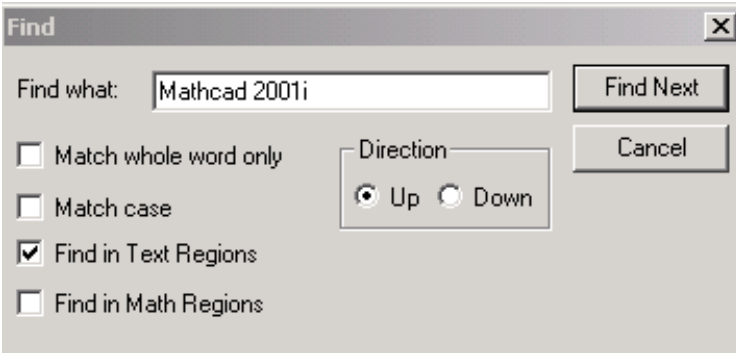 Find
Find what: Mathcad 2001i Find Next
Match whole word only Direction Cancel
Match case Up Down
Find in Text Regions
Find in Math Regions